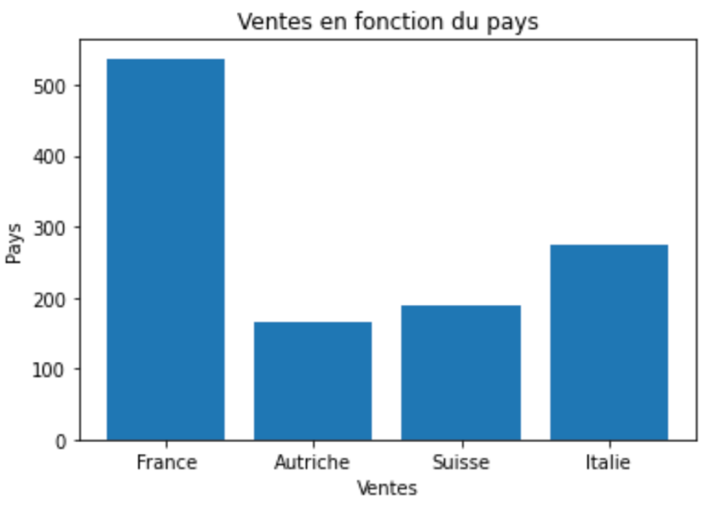 Ventes en fonction du pays
500
400
300
200
100
0
Pays
France Autriche Suisse Italie
Ventes